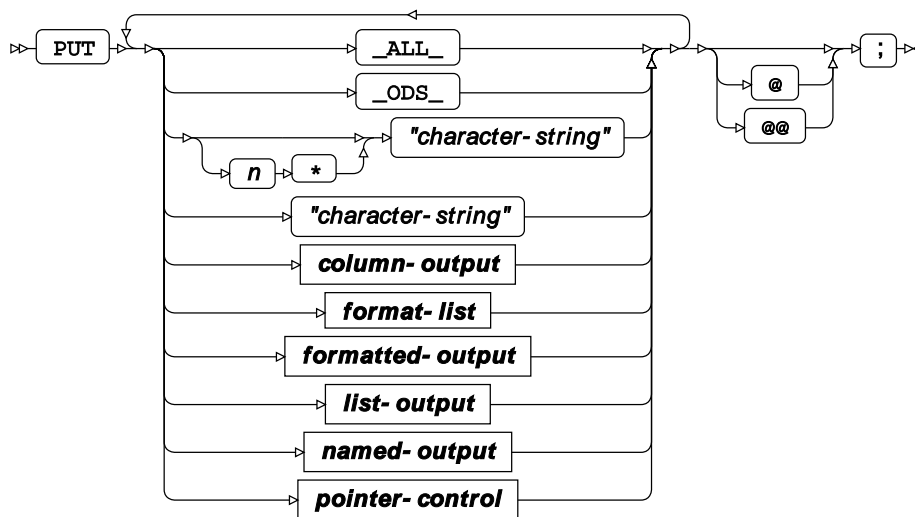 PUT _ALL_ ;
_ODS_ @
@@
"character- string"
n *
"character- string"
column- output
format- list
formatted- output
list- output
named- output
pointer- control